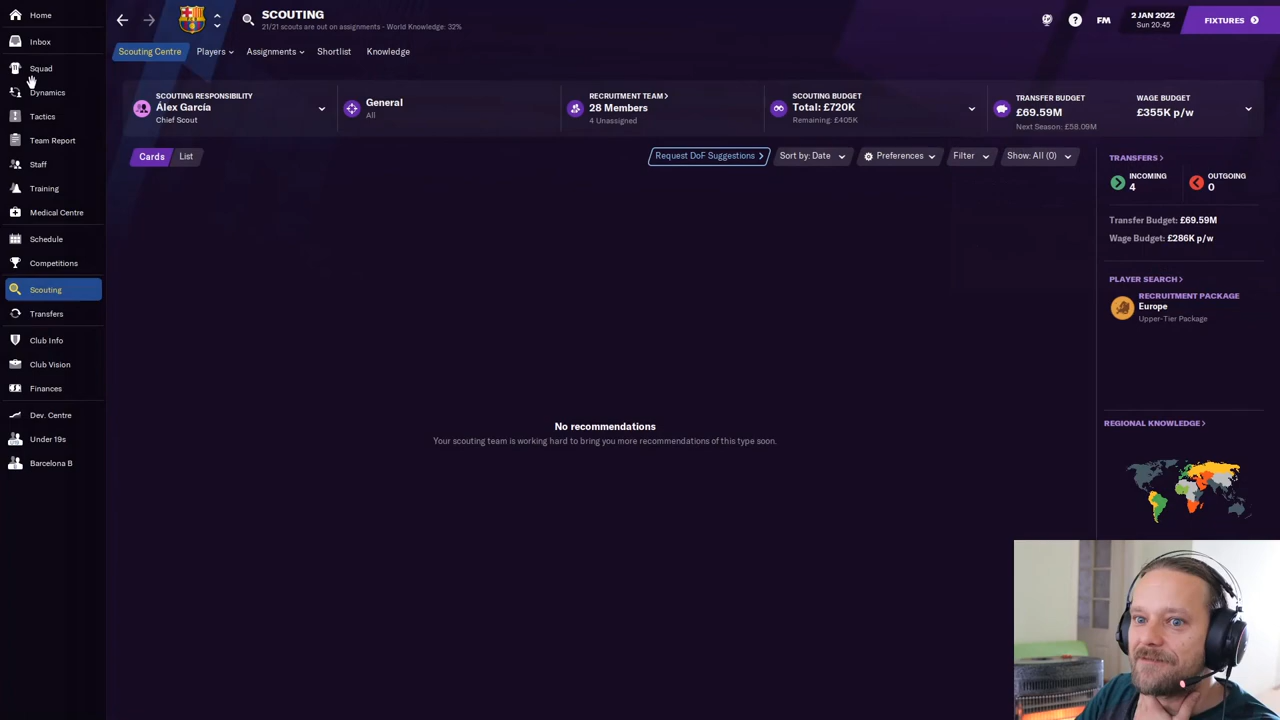 Home
Inbox
Squad
Dynamics
Tactics
Team Report
Staff
Training
Medical Centre
Schedule
Competitions
Scouting
Transfers
Club Info
Club Vision
Finances
Dev. Centre
Under 19s
Barcelona B
SCOUTING
21/21 scouts are out on assignments - World Knowledge: 32%
FM
2 JAN 2022
Sun 20:45
FIXTURES
Scouting Centre
Players
Assignments
Shortlist
Knowledge
SCOUTING RESPONSIBILITY
Álex García
Chief Scout
General
All
RECRUITMENT TEAM >
28 Members
4 Unassigned
SCOUTING BUDGET
Total: £720K
Remaining: £405K
TRANSFER BUDGET
£69.59M
Next Season: £58.09M
WAGE BUDGET
£355K p/w
Cards
List
Request DoF Suggestions >
Sort by: Date
Preferences
Filter
Show: All (0)
No recommendations
Your scouting team is working hard to bring you more recommendations of this type soon.
TRANSFERS >
INCOMING
4
OUTGOING
0
Transfer Budget: £69.59M
Wage Budget: £286K p/w
PLAYER SEARCH >
RECRUITMENT PACKAGE
Europe
Upper-Tier Package
REGIONAL KNOWLEDGE >